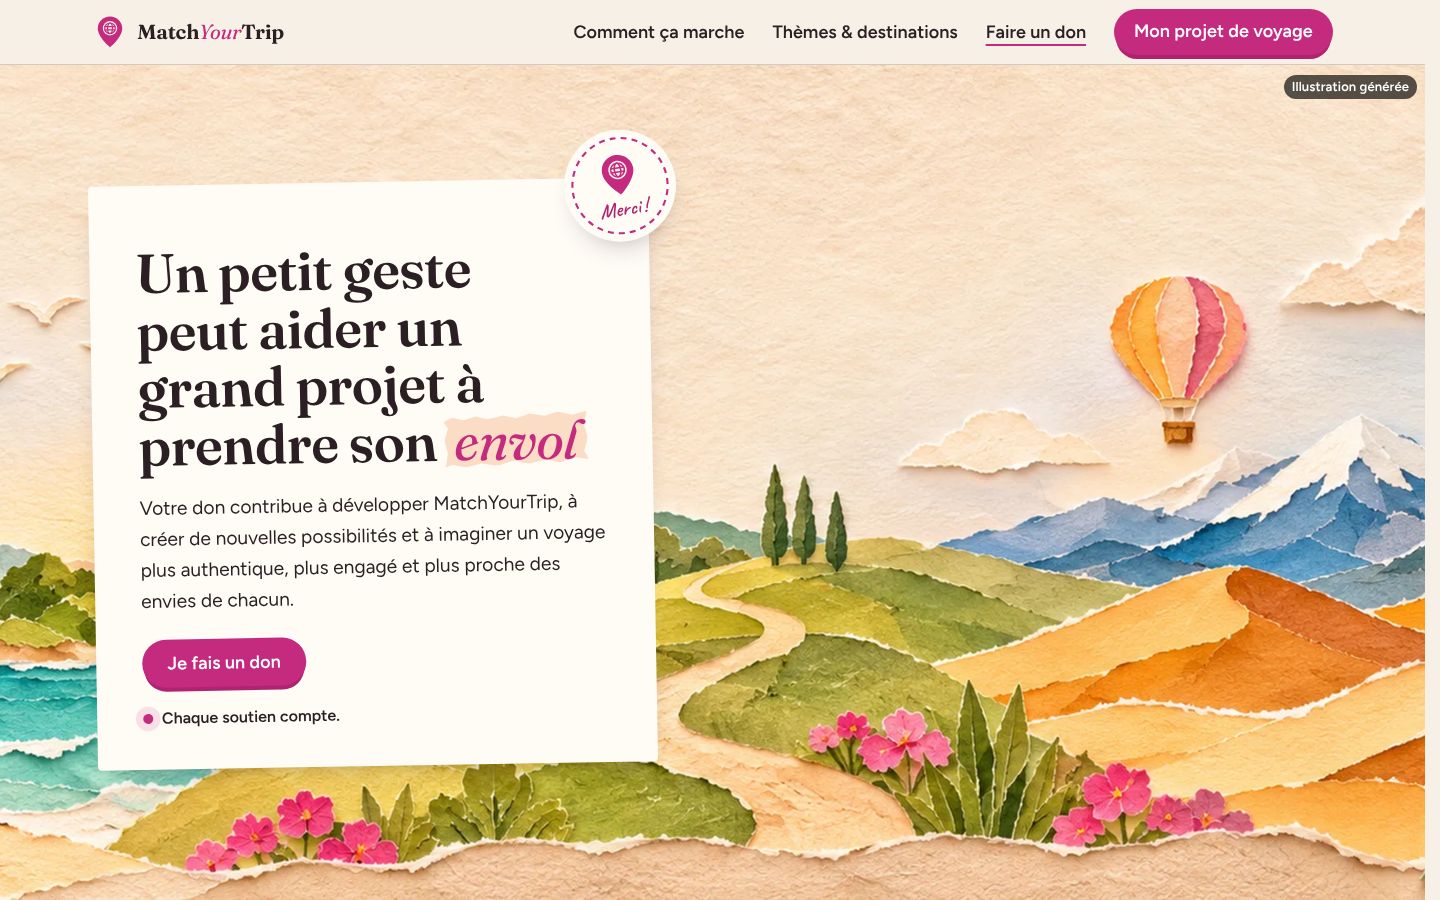 MatchYourTrip
Comment ça marche
Thèmes & destinations
Faire un don
Mon projet de voyage
Illustration générée
Merci !
Un petit geste
peut aider un
grand projet à
prendre son envol
Votre don contribue à développer MatchYourTrip, à
créer de nouvelles possibilités et à imaginer un voyage
plus authentique, plus engagé et plus proche des
envies de chacun.
Je fais un don
Chaque soutien compte.